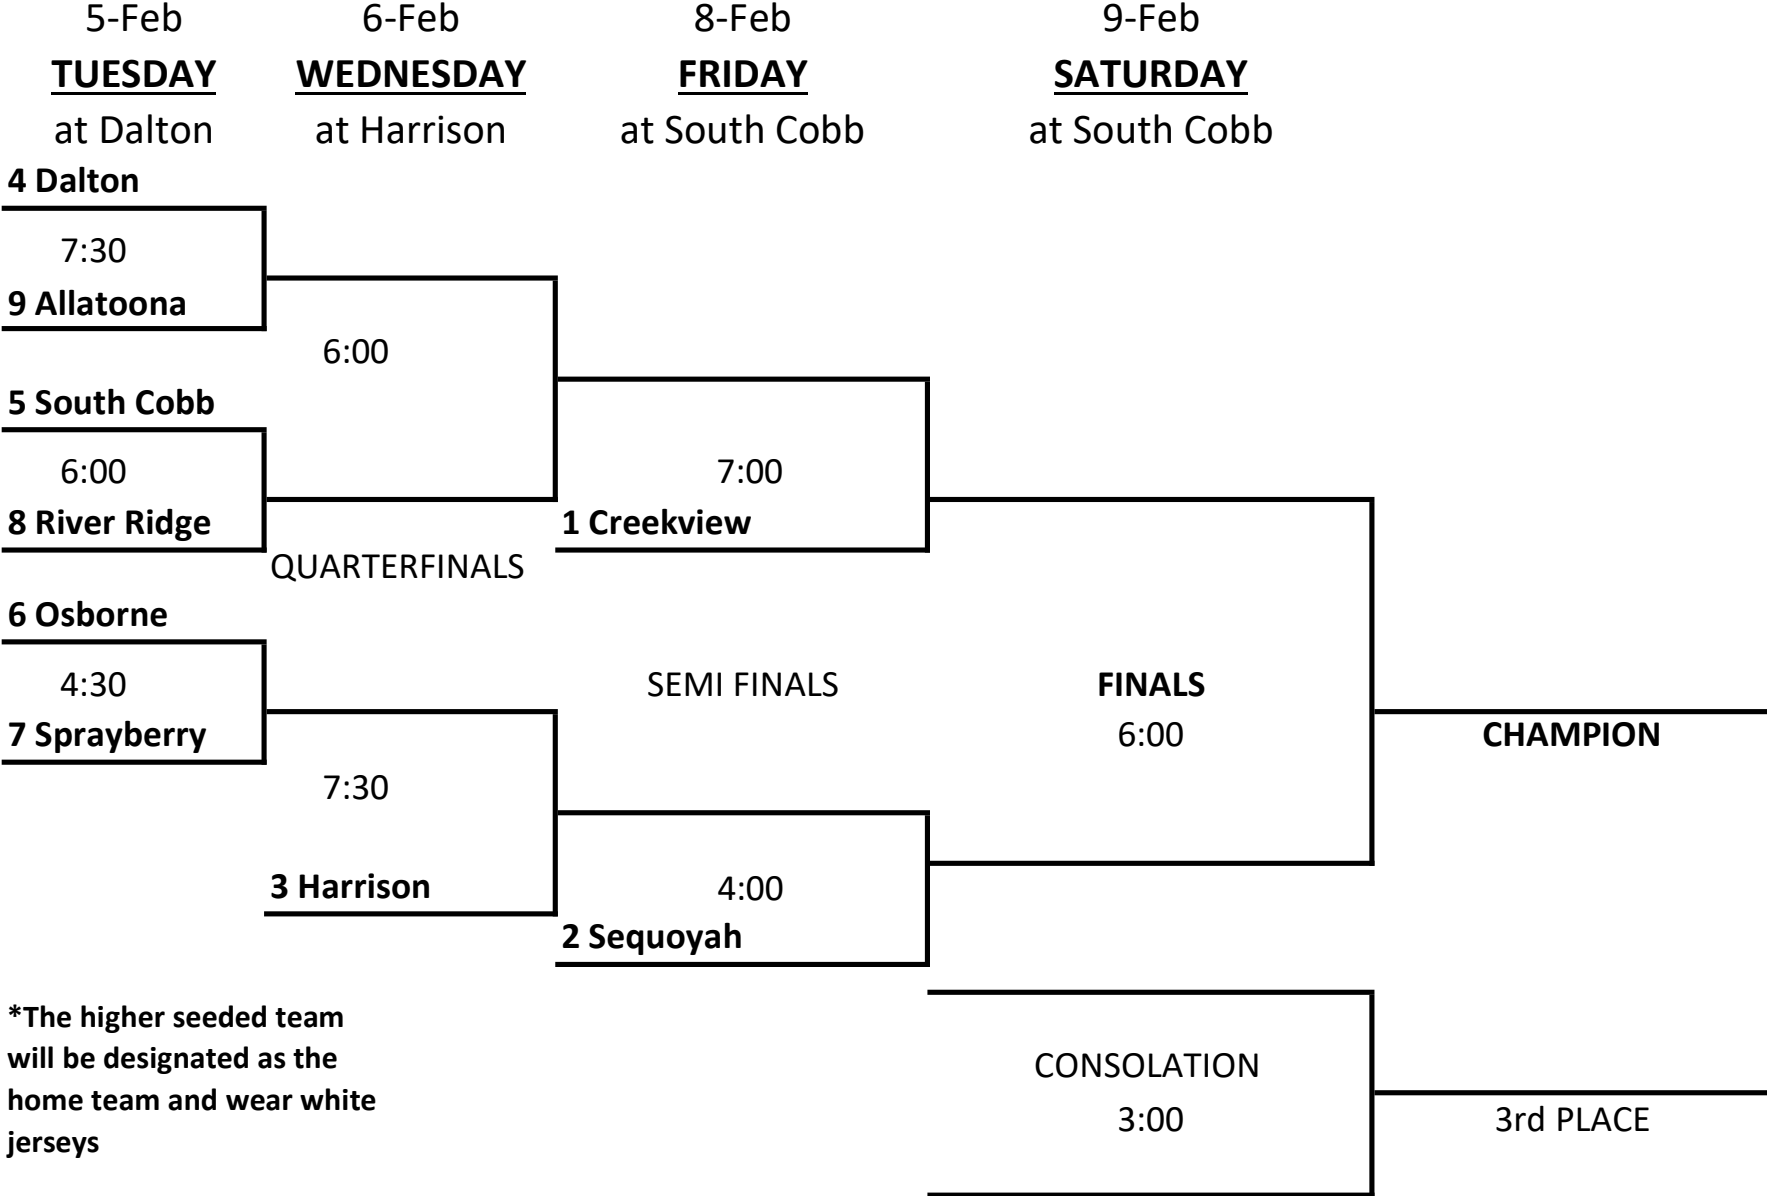 5-Feb 6-Feb 8-Feb 9-Feb
TUESDAY WEDNESDAY FRIDAY SATURDAY
at Dalton at Harrison at South Cobb at South Cobb
4 Dalton
7:30
9 Allatoona
6:00
5 South Cobb
6:00 7:00
8 River Ridge 1 Creekview
QUARTERFINALS
6 Osborne
4:30 SEMI FINALS FINALS
7 Sprayberry 6:00 CHAMPION
7:30
3 Harrison 4:00
2 Sequoyah
*The higher seeded team
will be designated as the
home team and wear white
jerseys
CONSOLATION
3:00 3rd PLACE